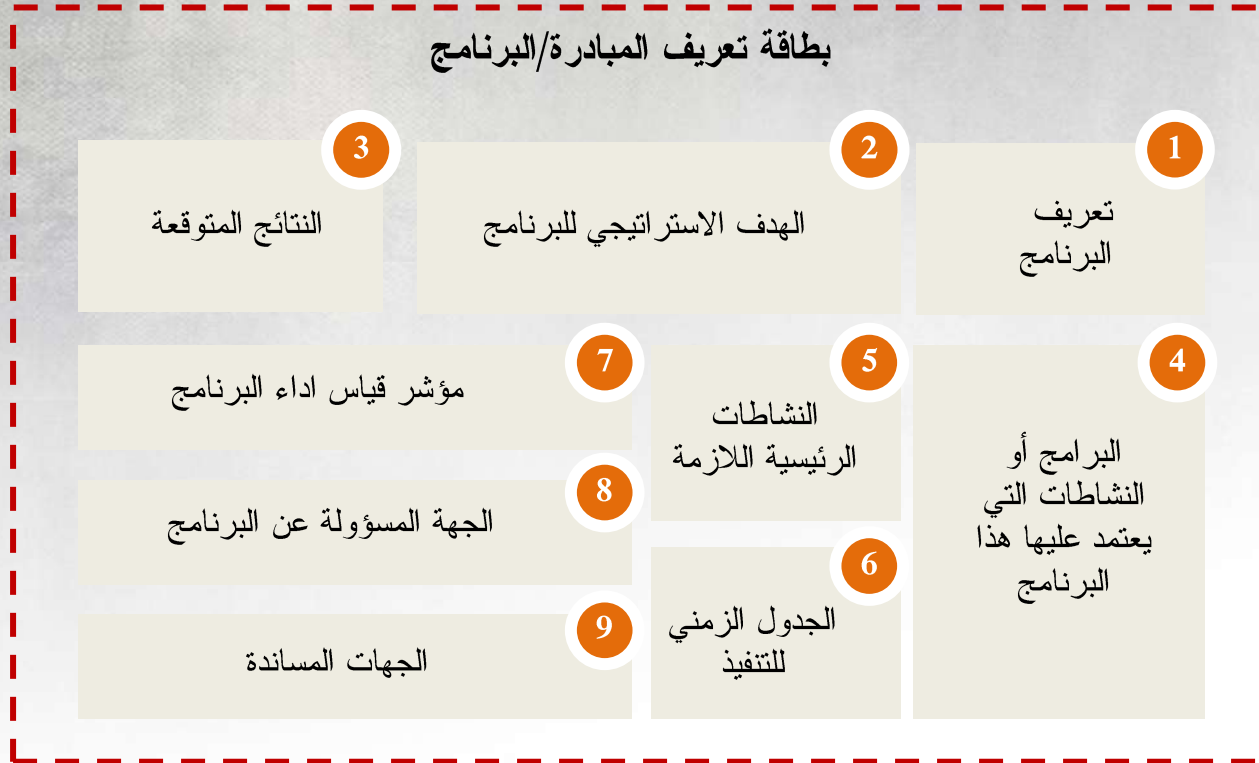 بطاقة تعريف المبادرة/البرنامج
1
تعريف
البرنامج
2
الهدف الاستراتيجي للبرنامج
3
النتائج المتوقعة
4
البرامج أو
النشاطات التي
يعتمد عليها هذا
البرنامج
5
النشاطات
الرئيسية اللازمة
6
الجدول الزمني
للتنفيذ
7
مؤشر قياس اداء البرنامج
8
الجهة المسؤولة عن البرنامج
9
الجهات المساندة